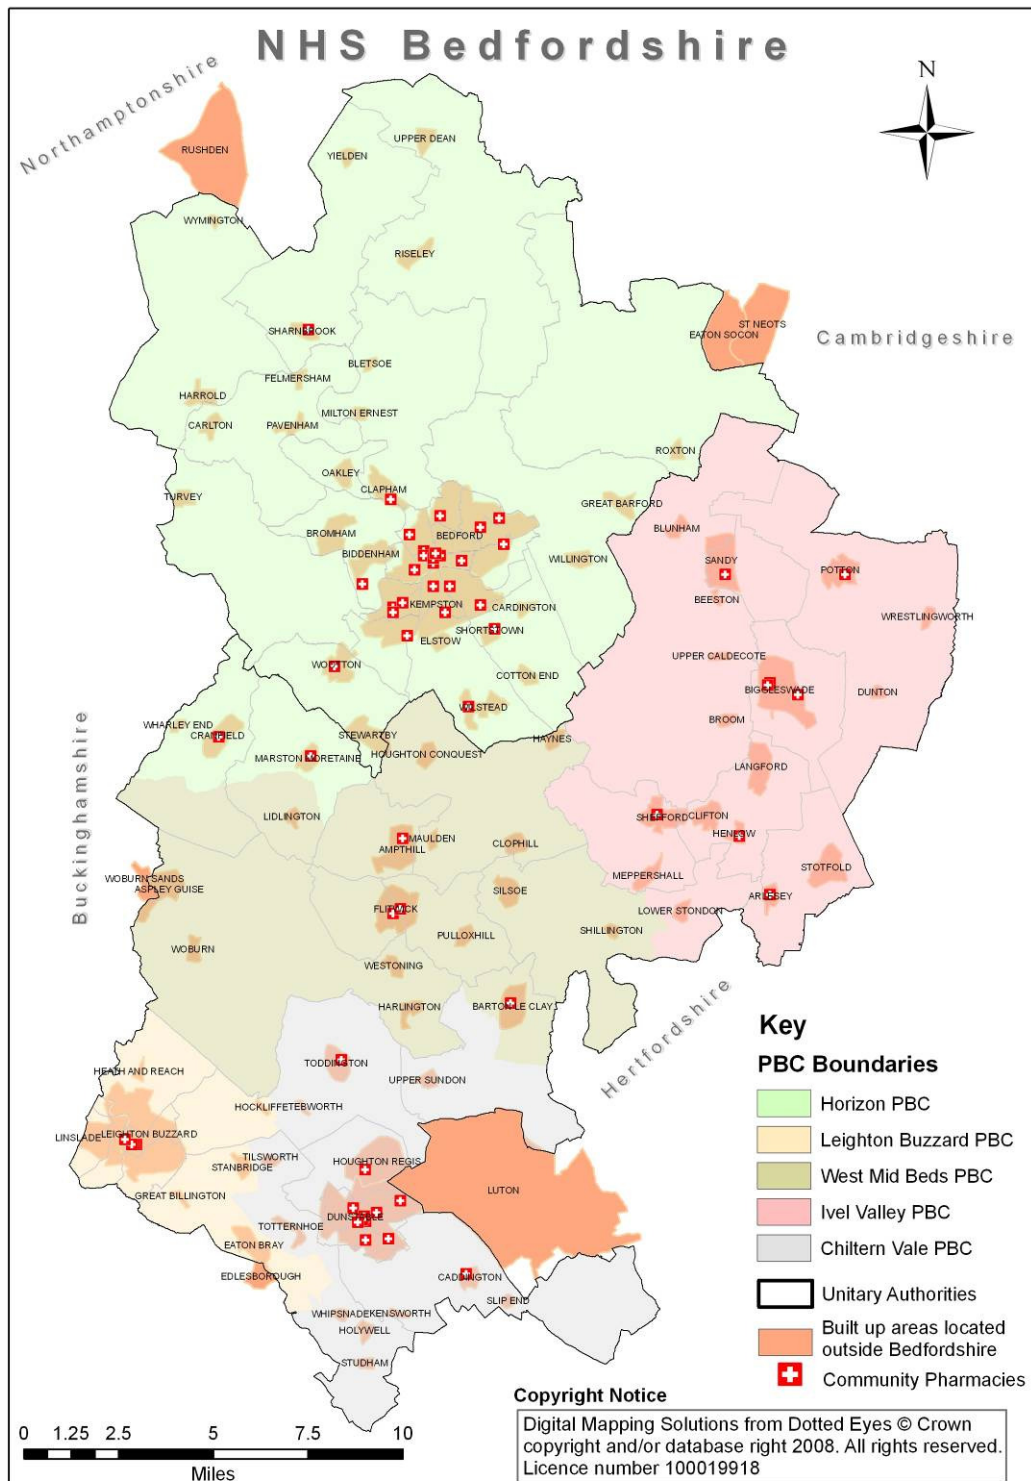 NHS Bedfordshire
Northamptonshire
N
RUSHDEN
UPPER DEAN
YIELDEN
WYMINGTON
RISELEY
ST NEOTS
EATON SOCON
Cambridgeshire
SHARNBROOK
BLETSOE
FELMERSHAM
HARROLD
MILTON ERNEST
CARLTON
PAVENHAM
ROXTON
OAKLEY
CLAPHAM
TURVEY
GREAT BARFORD
BLUNHAM
BROMHAM
BEDFORD
BIDDENHAM
WILLINGTON
SANDY
POTTON
BEESTON
KEMPSTON
CARDINGTON
WRESTLINGWORTH
SHORTSTOWN
ELSTOW
UPPER CALDECOTE
WOOTTON
COTTON END
BIGGLESWADE
DUNTON
WILSTEAD
BROOM
WHARLEY END
CRANFIELD
STEWARTBY
HAYNES
HOUGHTON CONQUEST
MARSTON MORETAINE
LANGFORD
Buckinghamshire
LIDLINGTON
SHEFFORD
CLIFTON
HENLOW
MAULDEN
AMPTHILL
CLOPHILL
STOTFOLD
MEPPERSHALL
WOBURN SANDS
ASPLEY GUISE
SILSOE
ARLESEY
FLITWICK
LOWER STONDON
PULLOXHILL
SHILLINGTON
WOBURN
WESTONING
HARLINGTON
BARTON LE CLAY
Hertfordshire
TODDINGTON
HEATH AND REACH
UPPER SUNDON
HOCKLIFFE
TEBWORTH
LINSLADE
LEIGHTON BUZZARD
TILSWORTH
STANBRIDGE
HOUGHTON REGIS
GREAT BILLINGTON
LUTON
DUNSTABLE
TOTTERNHOE
EATON BRAY
EDLESBOROUGH
CADDINGTON
SLIP END
WHIPSNADE
KENSWORTH
HOLYWELL
STUDHAM
Key
PBC Boundaries
Horizon PBC
Leighton Buzzard PBC
West Mid Beds PBC
Ivel Valley PBC
Chiltern Vale PBC
Unitary Authorities
Built up areas located
outside Bedfordshire
Community Pharmacies
0 1.25 2.5 5 7.5 10
Miles
Copyright Notice
Digital Mapping Solutions from Dotted Eyes © Crown
copyright and/or database right 2008. All rights reserved.
Licence number 100019918